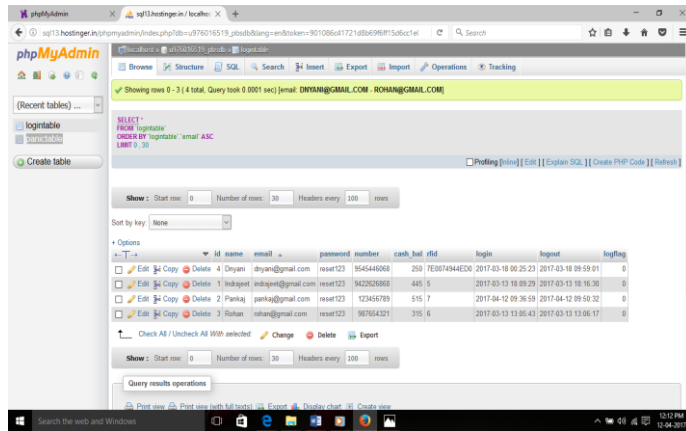 phpMyAdmin
sql13.hostinger.in / localhos
sql13.hostinger.in/phpmyadmin/index.php?db=u976016519_pbsdb&lang=en&token=901086c41721d8b69f6ff15d6cc1el
Search
phpMyAdmin
localhost » u976016519_pbsdb » logintable
Browse Structure SQL Search Insert Export Import Operations Tracking
Showing rows 0 - 3 ( 4 total, Query took 0.0001 sec) [email: DNYANI@GMAIL.COM - ROHAN@GMAIL.COM]
(Recent tables) ...
logintable
panictable
Create table
SELECT *
FROM `logintable`
ORDER BY `logintable`.`email` ASC
LIMIT 0 , 30
Profiling [Inline] [ Edit ] [ Explain SQL ] [ Create PHP Code ] [ Refresh ]
Show : Start row: 0 Number of rows: 30 Headers every 100 rows
Sort by key: None
+ Options
←T→ id name email password number cash_bal rfid login logout logflag
Edit Copy Delete 4 Dnyani dnyani@gmail.com reset123 9545446068 250 7E0074944ED0 2017-03-18 00:25:23 2017-03-18 09:59:01 0
Edit Copy Delete 1 Indrajeet indrajeet@gmail.com reset123 9422626868 445 5 2017-03-13 18:09:29 2017-03-13 18:16:30 0
Edit Copy Delete 2 Pankaj pankaj@gmail.com reset123 123456789 515 7 2017-04-12 09:36:59 2017-04-12 09:50:32 0
Edit Copy Delete 3 Rohan rohan@gmail.com reset123 987654321 315 6 2017-03-13 13:05:43 2017-03-13 13:06:17 0
Check All / Uncheck All With selected: Change Delete Export
Show : Start row: 0 Number of rows: 30 Headers every 100 rows
Query results operations
Print view Print view (with full texts) Export Display chart Create view
Search the web and Windows
12:12 PM
12-04-2017